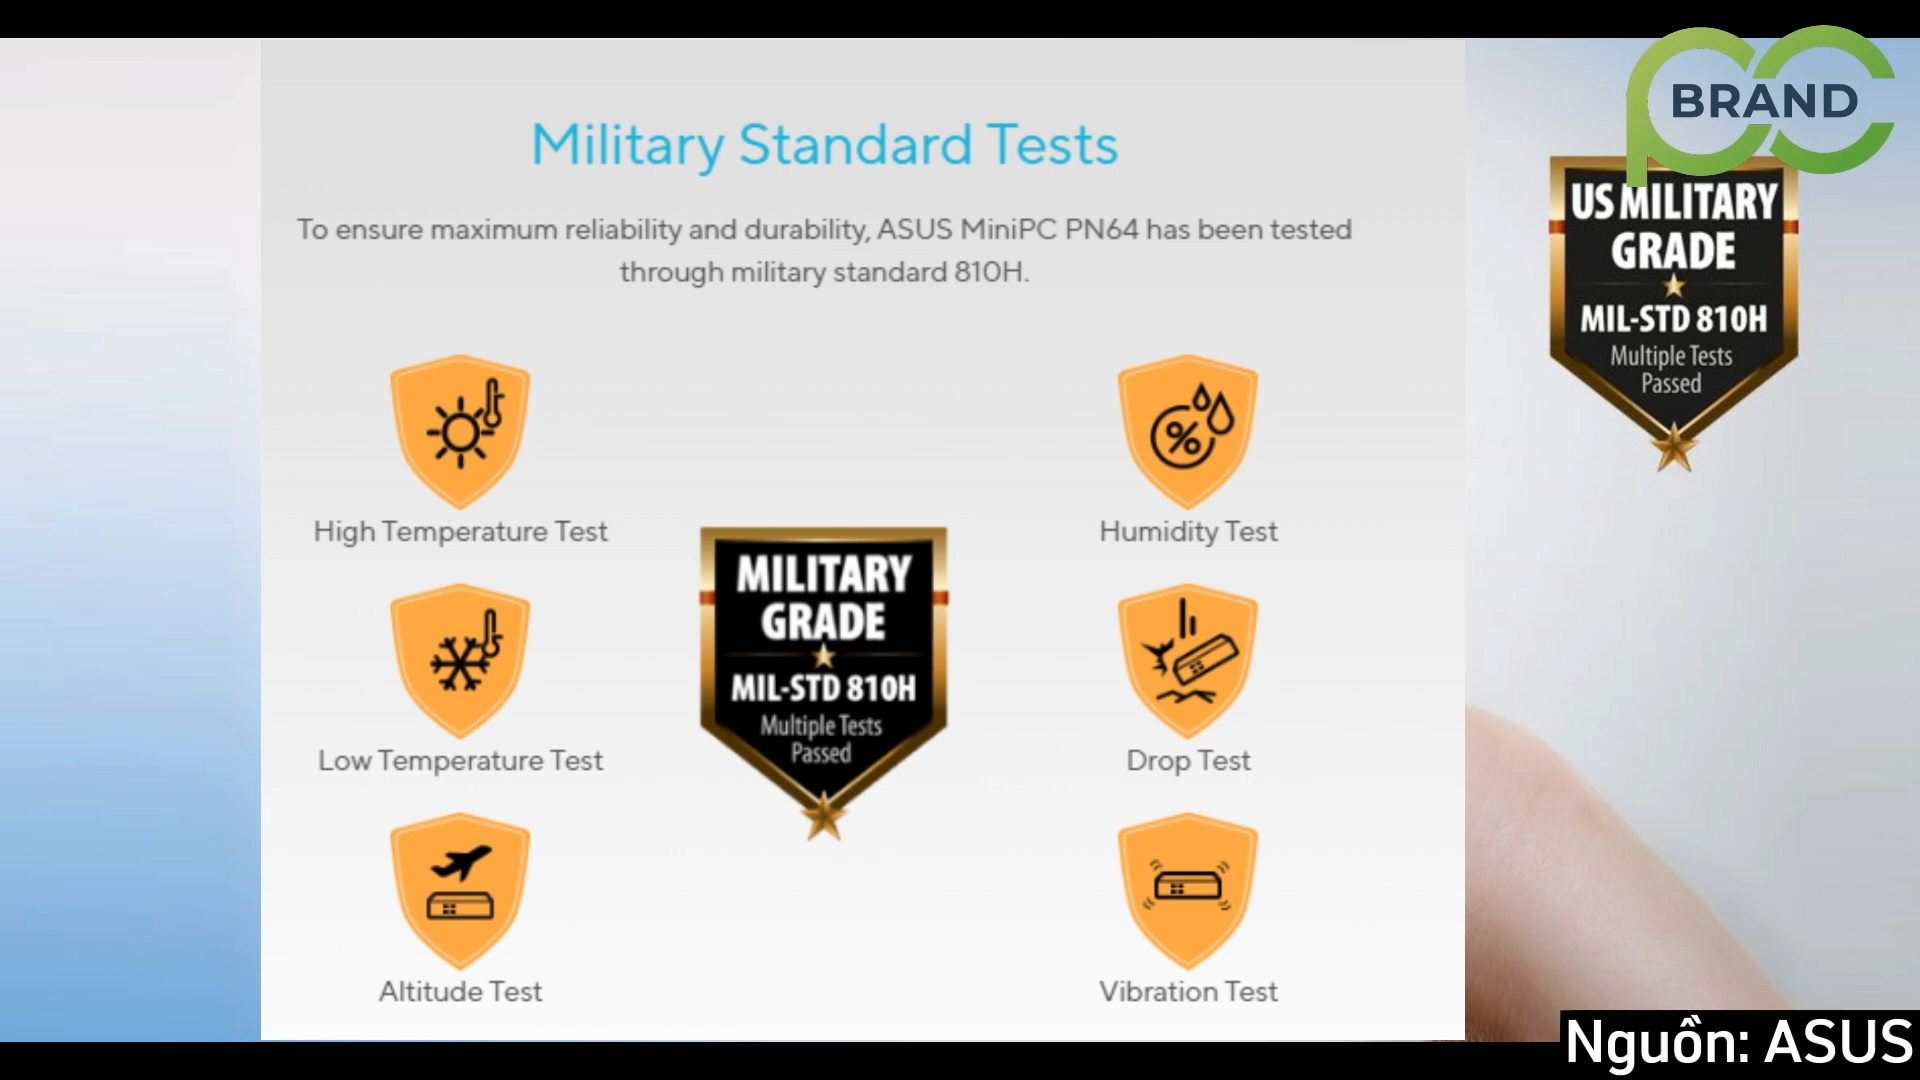 BRAND
Military Standard Tests
To ensure maximum reliability and durability, ASUS MiniPC PN64 has been tested
through military standard 810H.
US MILITARY
GRADE
MIL-STD 810H
Multiple Tests
Passed
High Temperature Test
Humidity Test
MILITARY
GRADE
MIL-STD 810H
Multiple Tests
Passed
Low Temperature Test
Drop Test
Altitude Test
Vibration Test
Nguồn: ASUS